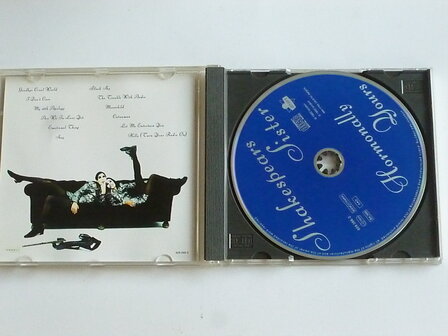 Goodbye Cruel World
I Don't Care
My 16th Apology
Are We In Love Yet
Emotional Thing
Stay
Black Sky
The Trouble With Andre
Moonchild
Catwoman
Let Me Entertain You
Hello (Turn Your Radio On)
Shakespears
Sister
Hormonally
Yours